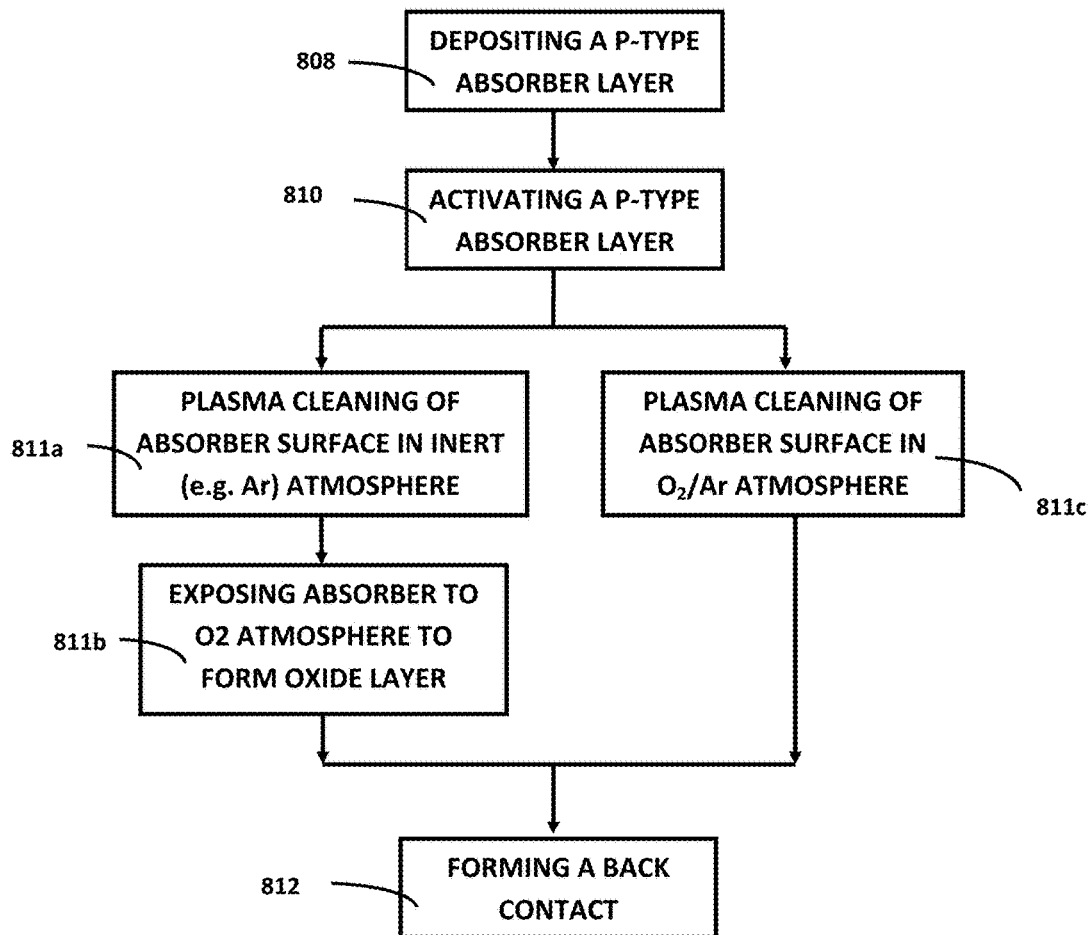 808
DEPOSITING A P-TYPE
ABSORBER LAYER
810
ACTIVATING A P-TYPE
ABSORBER LAYER
811a
PLASMA CLEANING OF
ABSORBER SURFACE IN INERT
(e.g. Ar) ATMOSPHERE
PLASMA CLEANING OF
ABSORBER SURFACE IN
O₂/Ar ATMOSPHERE
811c
811b
EXPOSING ABSORBER TO
O2 ATMOSPHERE TO
FORM OXIDE LAYER
812
FORMING A BACK
CONTACT